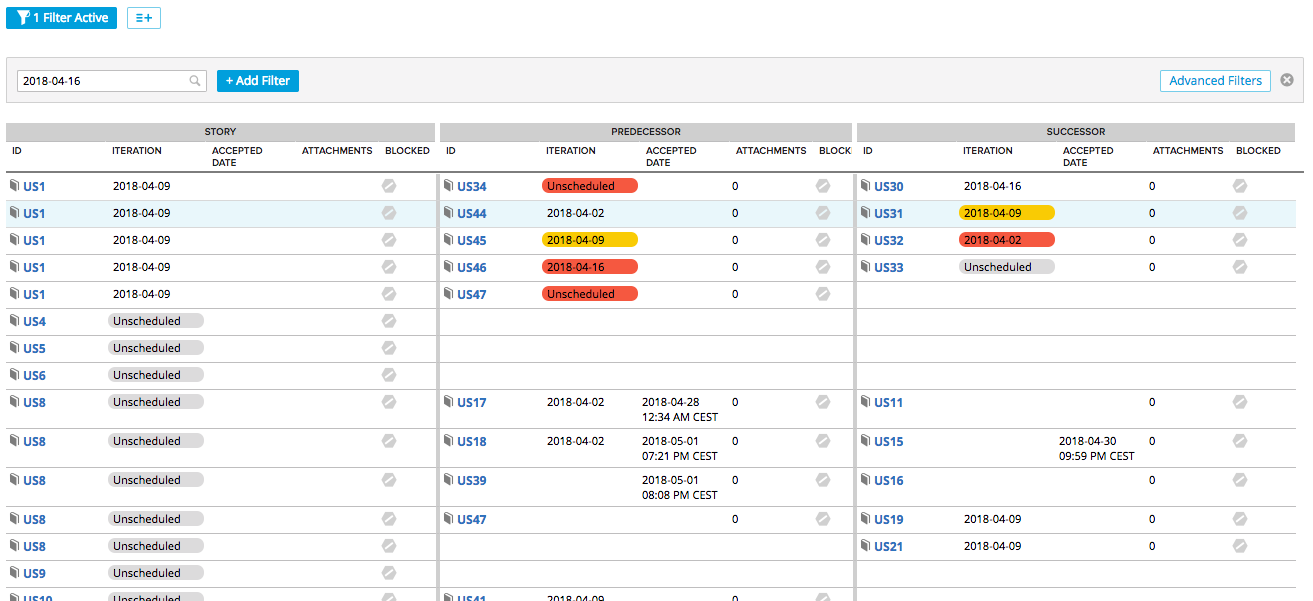 1 Filter Active
2018-04-16 + Add Filter Advanced Filters
STORY PREDECESSOR SUCCESSOR
ID ITERATION ACCEPTED DATE ATTACHMENTS BLOCKED ID ITERATION ACCEPTED DATE ATTACHMENTS BLOCK ID ITERATION ACCEPTED DATE ATTACHMENTS BLOCKED
US1 2018-04-09 US34 Unscheduled 0 US30 2018-04-16 0
US1 2018-04-09 US44 2018-04-02 0 US31 2018-04-09 0
US1 2018-04-09 US45 2018-04-09 0 US32 2018-04-02 0
US1 2018-04-09 US46 2018-04-16 0 US33 Unscheduled 0
US1 2018-04-09 US47 Unscheduled 0
US4 Unscheduled
US5 Unscheduled
US6 Unscheduled
US8 Unscheduled US17 2018-04-02 2018-04-28 12:34 AM CEST 0 US11 0
US8 Unscheduled US18 2018-04-02 2018-05-01 07:21 PM CEST 0 US15 2018-04-30 09:59 PM CEST 0
US8 Unscheduled US39 2018-05-01 08:08 PM CEST 0 US16 0
US8 Unscheduled US47 0 US19 2018-04-09 0
US8 Unscheduled US21 2018-04-09 0
US9 Unscheduled
US10 Unscheduled US41 2018-04-09 0 0